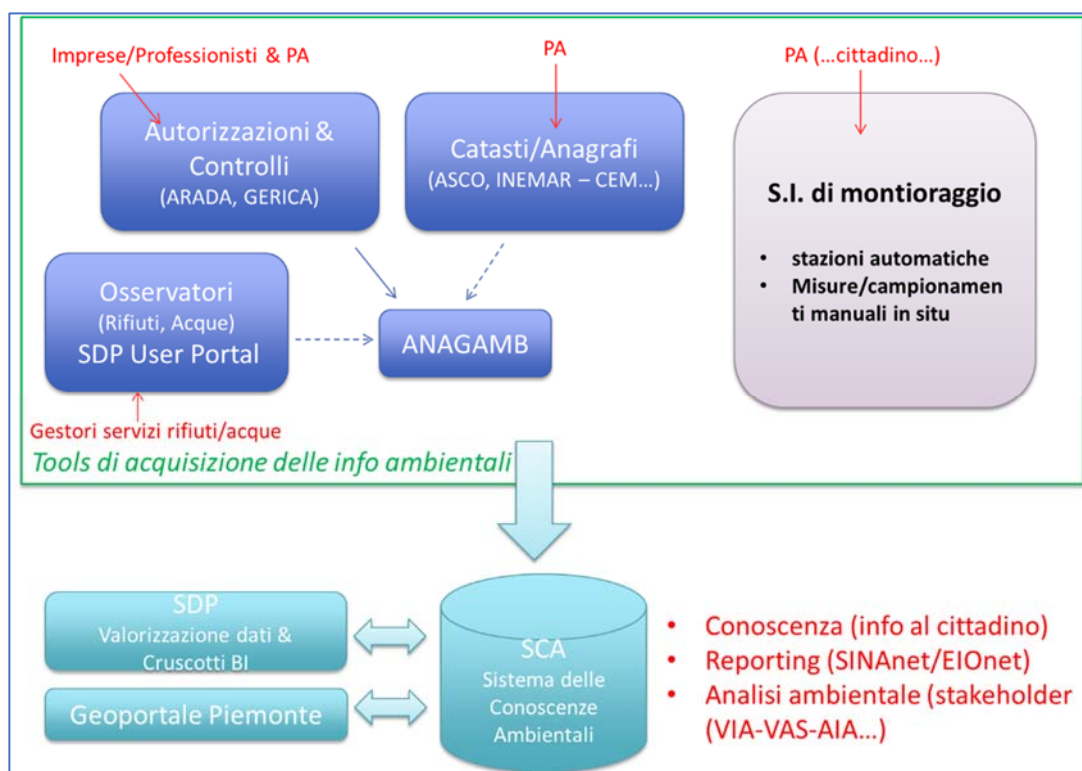 Imprese/Professionisti & PA
PA
PA (...cittadino...)
Autorizzazioni &
Controlli
(ARADA, GERICA)
Catasti/Anagrafi
(ASCO, INEMAR – CEM...)
S.I. di montioraggio
• stazioni automatiche
• Misure/campionamen
ti manuali in situ
Osservatori
(Rifiuti, Acque)
SDP User Portal
ANAGAMB
Gestori servizi rifiuti/acque
Tools di acquisizione delle info ambientali
SDP
Valorizzazione dati &
Cruscotti BI
Geoportale Piemonte
SCA
Sistema delle
Conoscenze
Ambientali
• Conoscenza (info al cittadino)
• Reporting (SINAnet/EIOnet)
• Analisi ambientale (stakeholder
(VIA-VAS-AIA...)